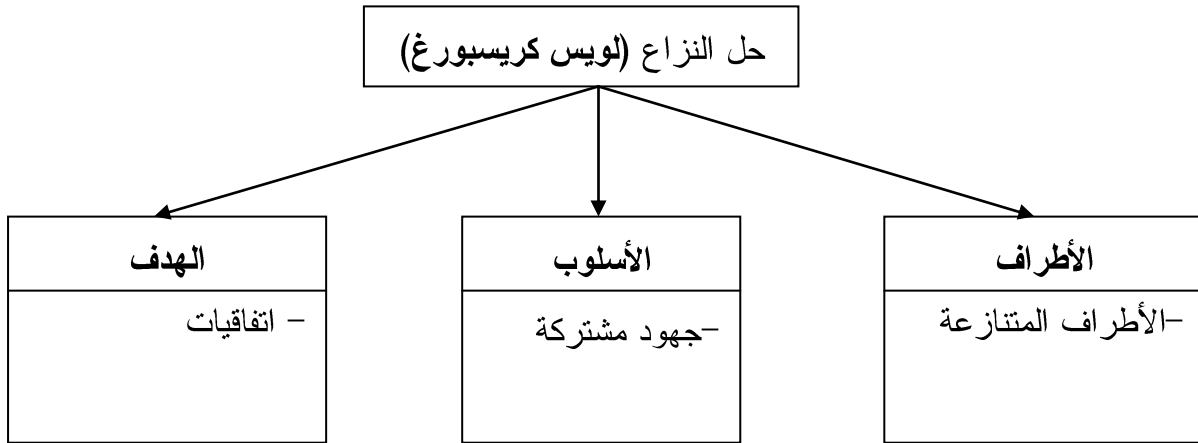 حل النزاع (لويس كريسبورغ)
الأطراف
-الأطراف المتنازعة
الأسلوب
-جهود مشتركة
الهدف
- اتفاقيات